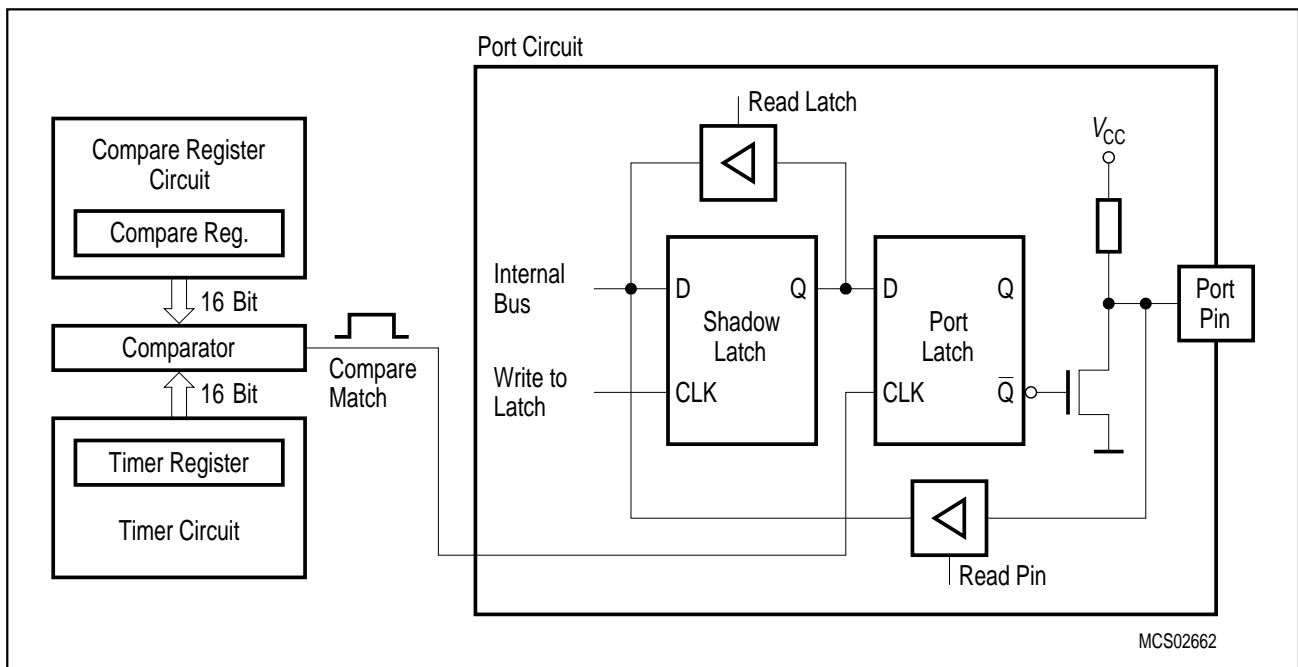 Port Circuit
Read Latch
V_CC
Compare Register
Circuit
Compare Reg.
16 Bit
Comparator
16 Bit
Timer Register
Timer Circuit
Compare
Match
Internal
Bus
Write to
Latch
D
Q
Shadow
Latch
CLK
D
Q
Port
Latch
CLK
Q̅
Port
Pin
Read Pin
MCS02662